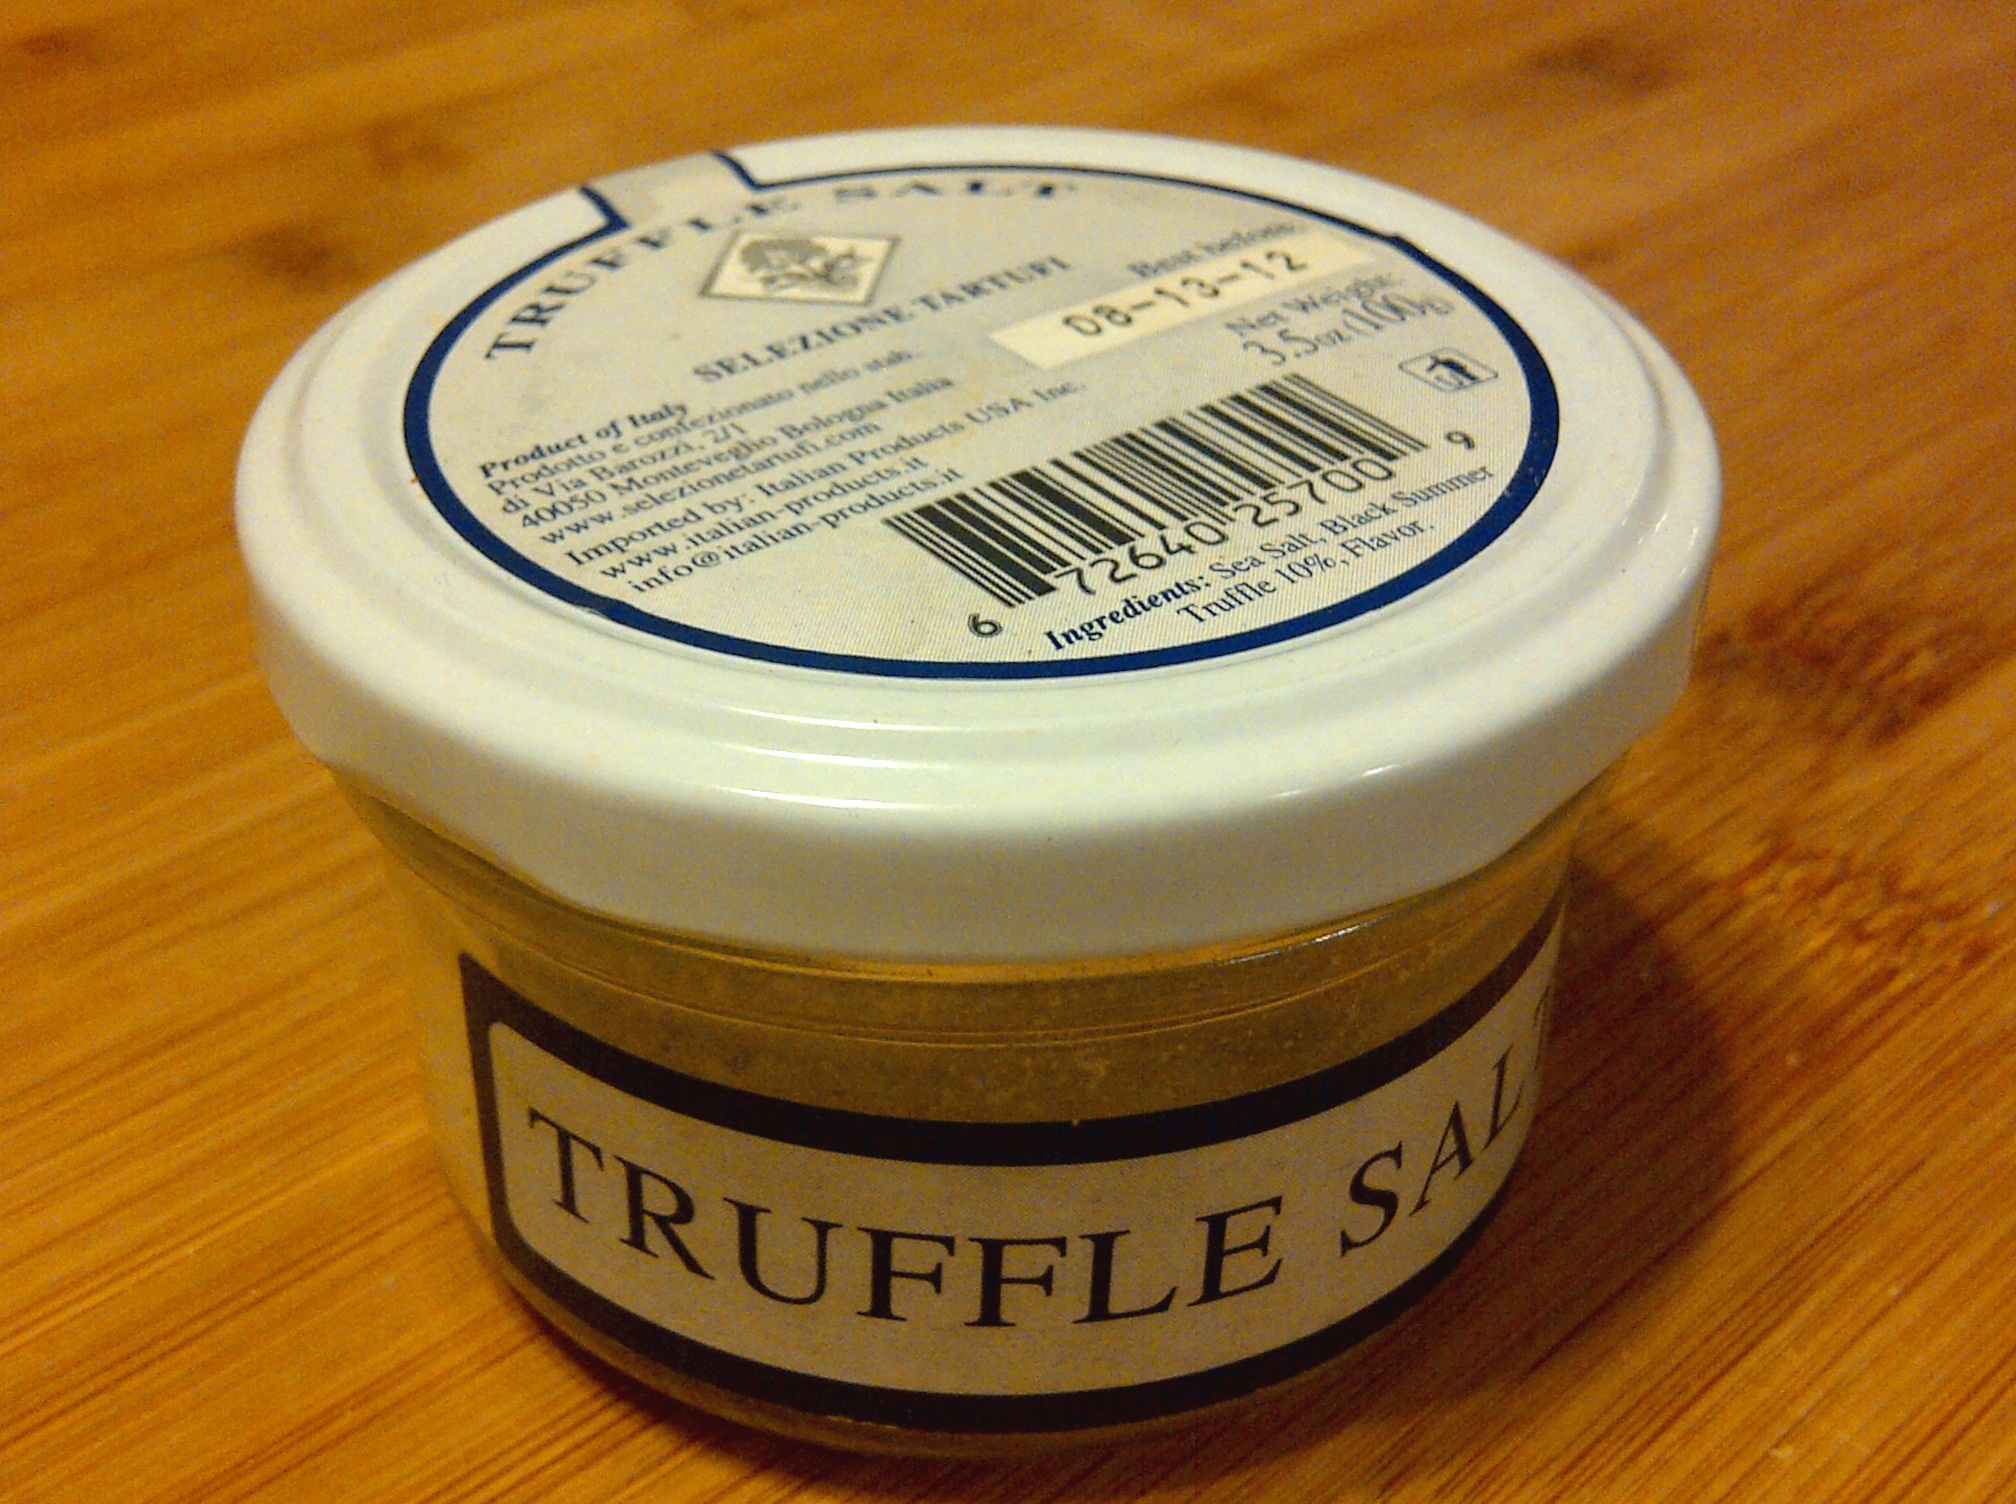 TRUFFLE SALT
SELEZIONE TARTUFI
Best before:
08-13-12
Net Weight:
3.5oz (100g)
Product of Italy
Prodotto e confezionato nello stab.
di Via Barozzi, 2/1
40050 Monteveglio Bologna Italia
www.selezionetartufi.com
Imported by: Italian Products USA Inc.
www.italian-products.it
info@italian-products.it
6 72640 25700 9
Ingredients: Sea Salt, Black Summer
Truffle 10%, Flavor.
TRUFFLE SALT